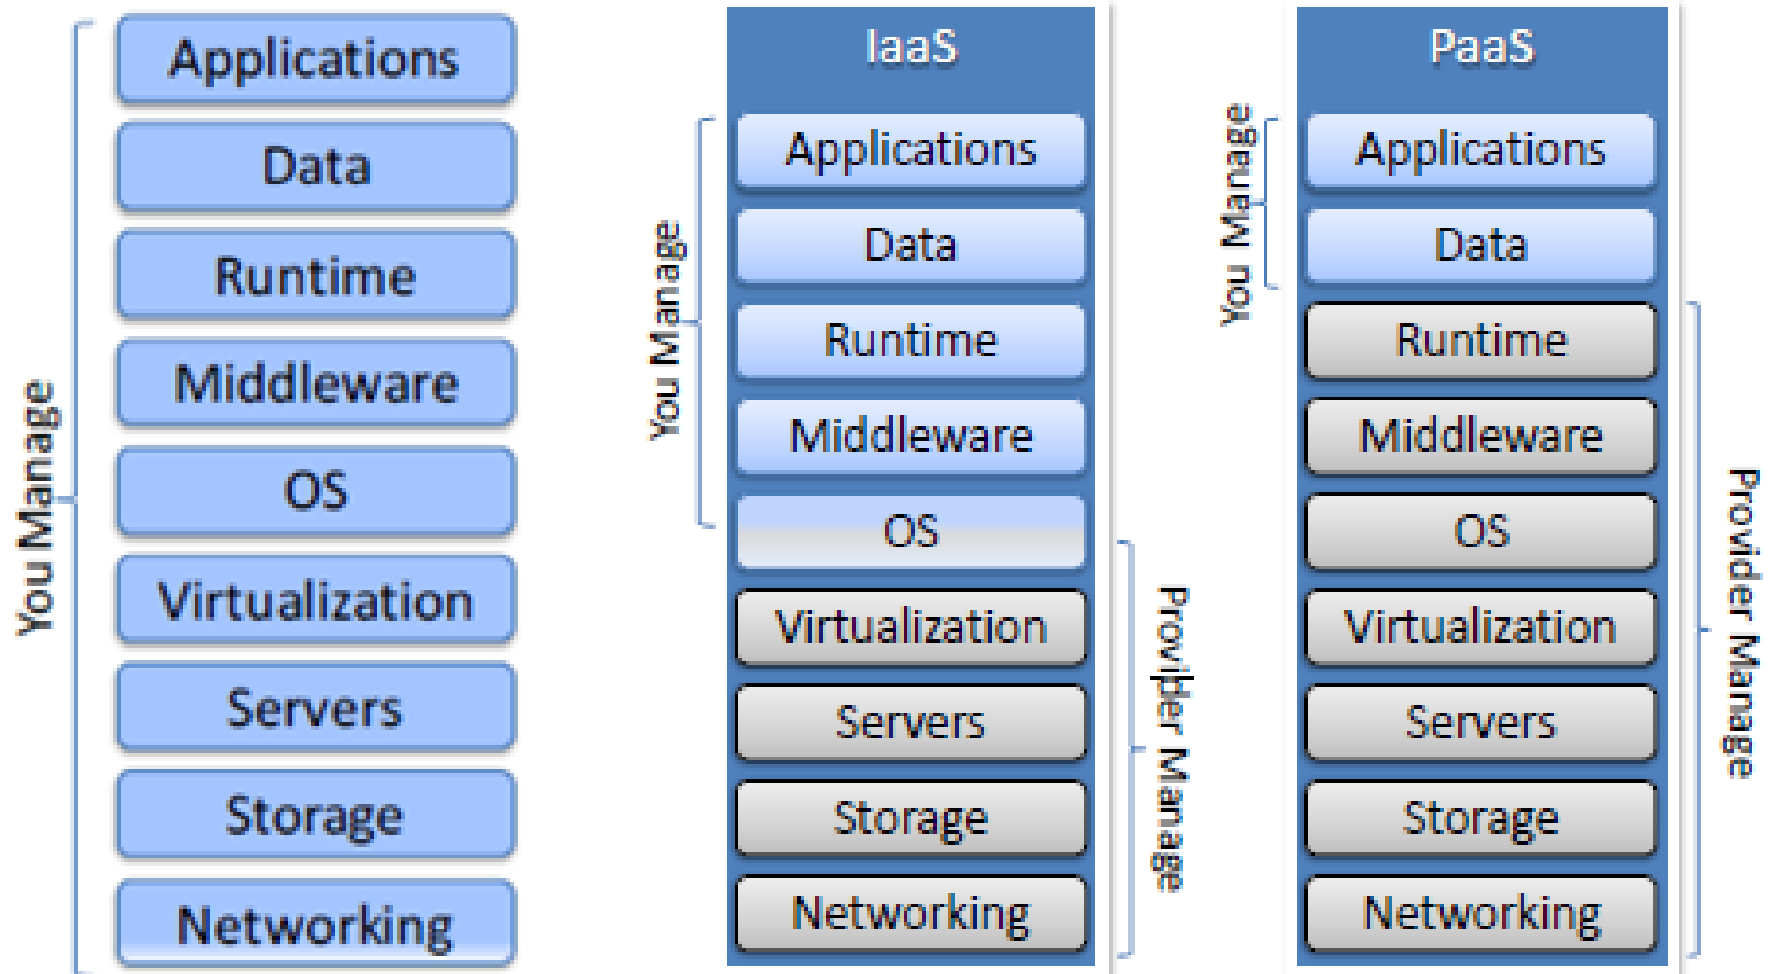 You Manage
Applications
Data
Runtime
Middleware
OS
Virtualization
Servers
Storage
Networking
IaaS
You Manage
Applications
Data
Runtime
Middleware
OS
Virtualization
Servers
Storage
Networking
Provider Manage
PaaS
You Manage
Applications
Data
Runtime
Middleware
OS
Virtualization
Servers
Storage
Networking
Provider Manage